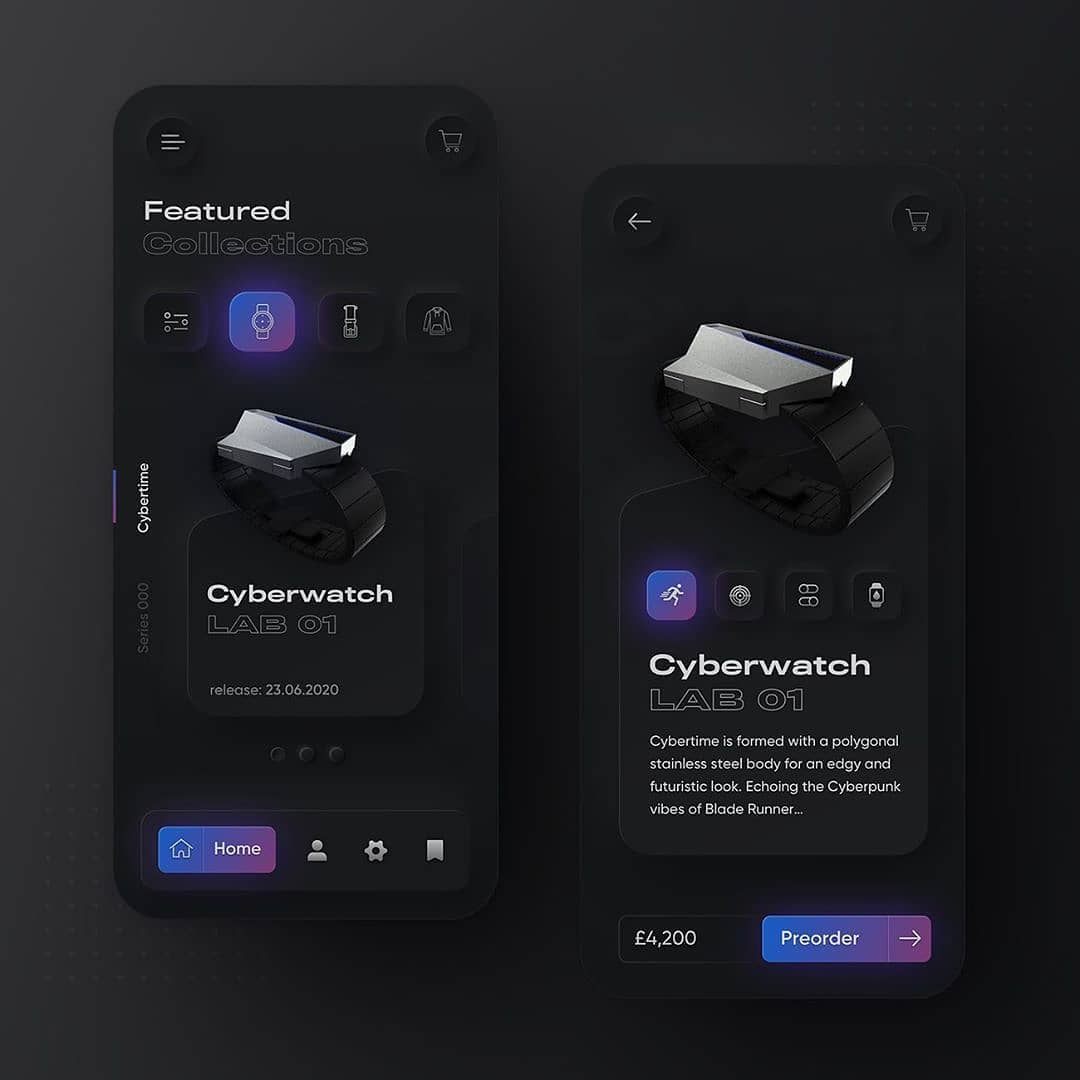 Featured
Collections
Cybertime
Series 000
Cyberwatch
LAB 01
release: 23.06.2020
Home
Cyberwatch
LAB 01
Cybertime is formed with a polygonal
stainless steel body for an edgy and
futuristic look. Echoing the Cyberpunk
vibes of Blade Runner...
£4,200
Preorder